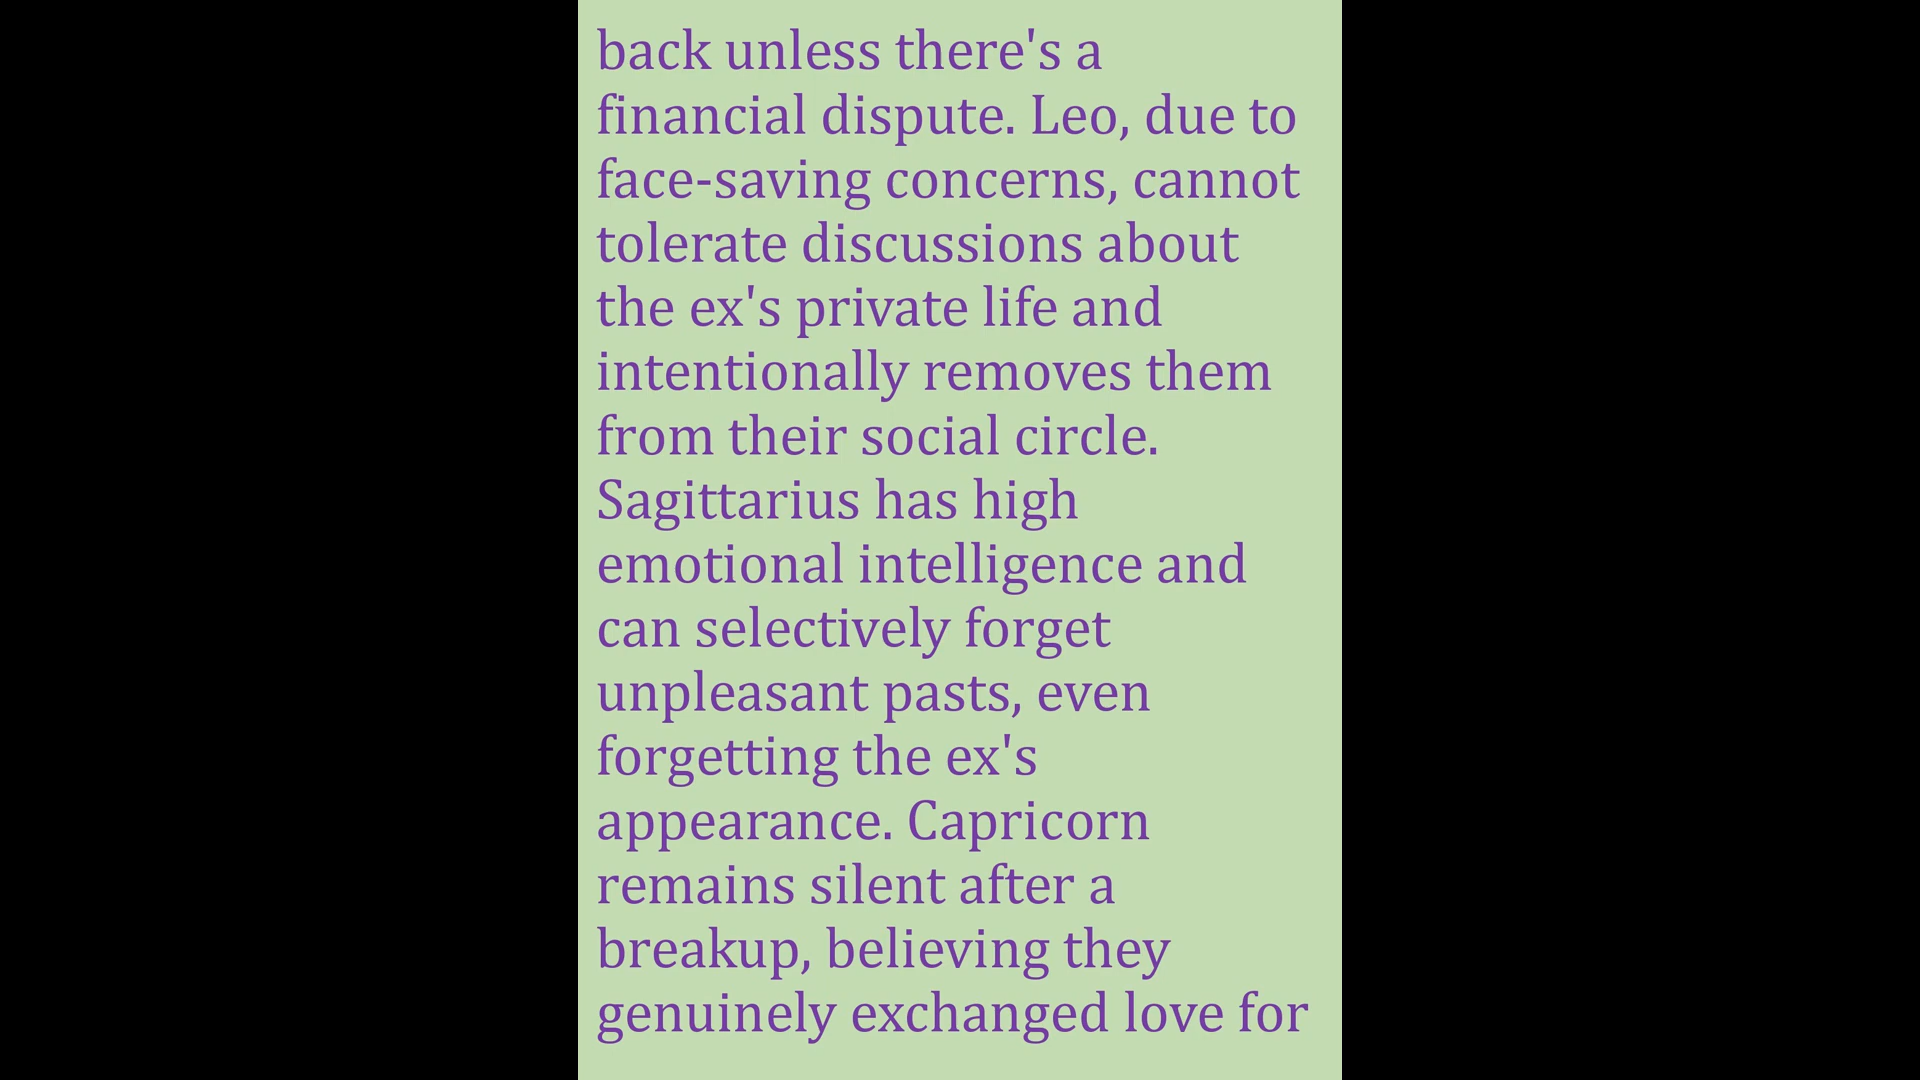 back unless there's a
financial dispute. Leo, due to
face-saving concerns, cannot
tolerate discussions about
the ex's private life and
intentionally removes them
from their social circle.
Sagittarius has high
emotional intelligence and
can selectively forget
unpleasant pasts, even
forgetting the ex's
appearance. Capricorn
remains silent after a
breakup, believing they
genuinely exchanged love for